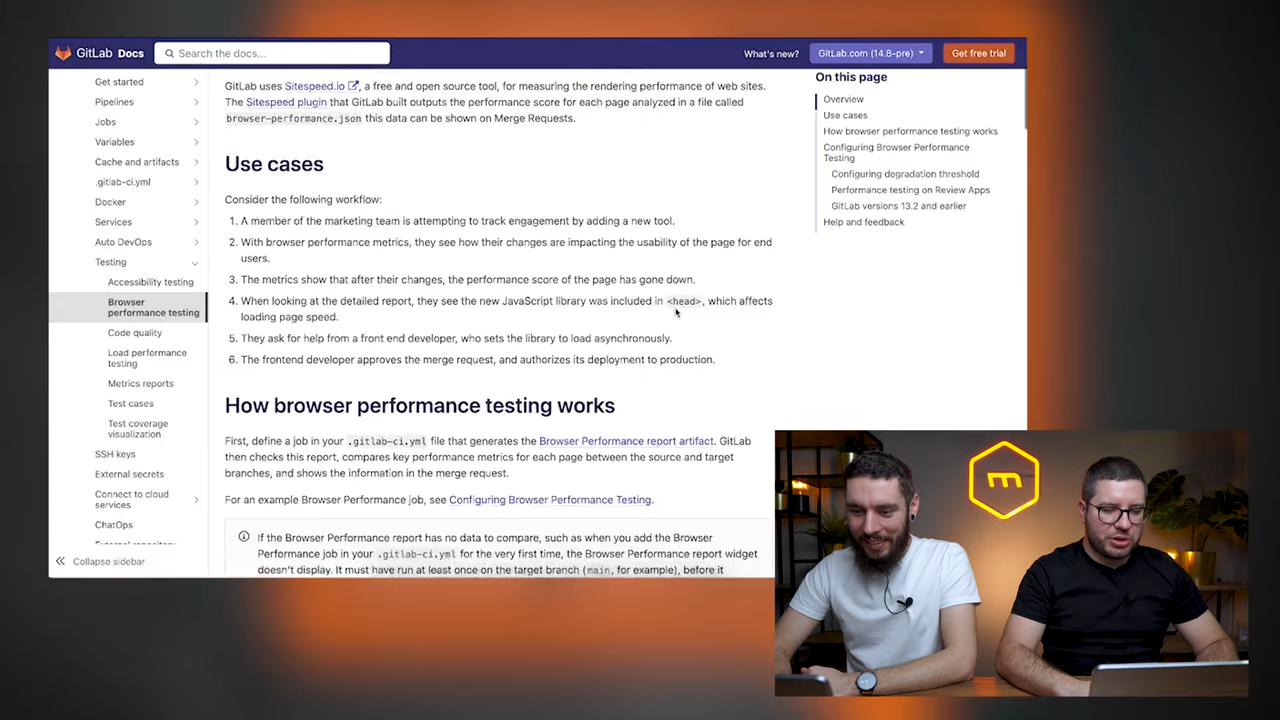 GitLab Docs
Search the docs...
What's new?
GitLab.com (14.8-pre)
Get free trial
Get started
Pipelines
Jobs
Variables
Cache and artifacts
.gitlab-ci.yml
Docker
Services
Auto DevOps
Testing
Accessibility testing
Browser
performance testing
Code quality
Load performance
testing
Metrics reports
Test cases
Test coverage
visualization
SSH keys
External secrets
Connect to cloud
services
ChatOps
Collapse sidebar
GitLab uses Sitespeed.io, a free and open source tool, for measuring the rendering performance of web sites.
The Sitespeed plugin that GitLab built outputs the performance score for each page analyzed in a file called
browser-performance.json this data can be shown on Merge Requests.
Use cases
Consider the following workflow:
1. A member of the marketing team is attempting to track engagement by adding a new tool.
2. With browser performance metrics, they see how their changes are impacting the usability of the page for end
users.
3. The metrics show that after their changes, the performance score of the page has gone down.
4. When looking at the detailed report, they see the new JavaScript library was included in <head>, which affects
loading page speed.
5. They ask for help from a front end developer, who sets the library to load asynchronously.
6. The frontend developer approves the merge request, and authorizes its deployment to production.
How browser performance testing works
First, define a job in your .gitlab-ci.yml file that generates the Browser Performance report artifact. GitLab
then checks this report, compares key performance metrics for each page between the source and target
branches, and shows the information in the merge request.
For an example Browser Performance job, see Configuring Browser Performance Testing.
If the Browser Performance report has no data to compare, such as when you add the Browser
Performance job in your .gitlab-ci.yml for the very first time, the Browser Performance report widget
doesn't display. It must have run at least once on the target branch (main, for example), before it
On this page
Overview
Use cases
How browser performance testing works
Configuring Browser Performance
Testing
Configuring degradation threshold
Performance testing on Review Apps
GitLab versions 13.2 and earlier
Help and feedback
m